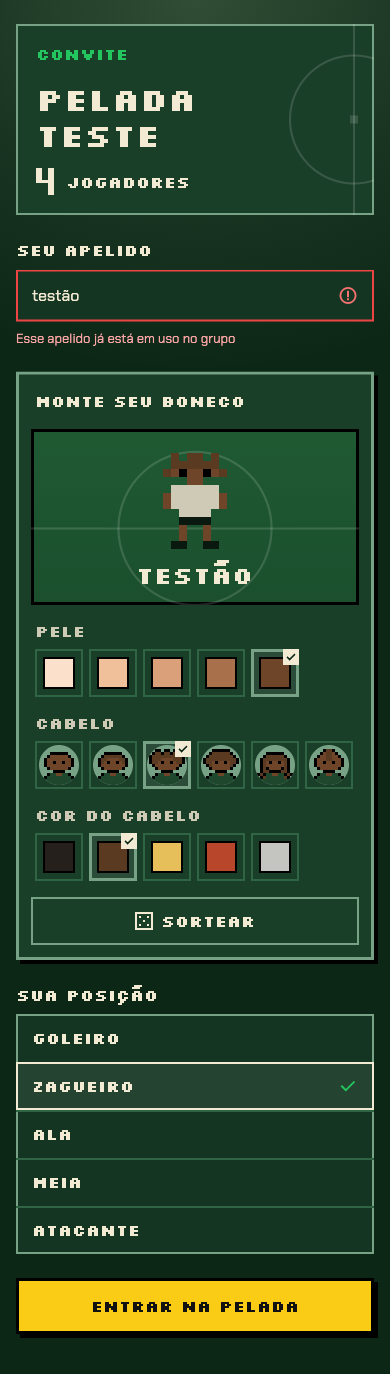 CONVITE
PELADA
TESTE
4 JOGADORES
SEU APELIDO
testão
Esse apelido já está em uso no grupo
MONTE SEU BONECO
TESTÃO
PELE
CABELO
COR DO CABELO
SORTEAR
SUA POSIÇÃO
GOLEIRO
ZAGUEIRO
ALA
MEIA
ATACANTE
ENTRAR NA PELADA